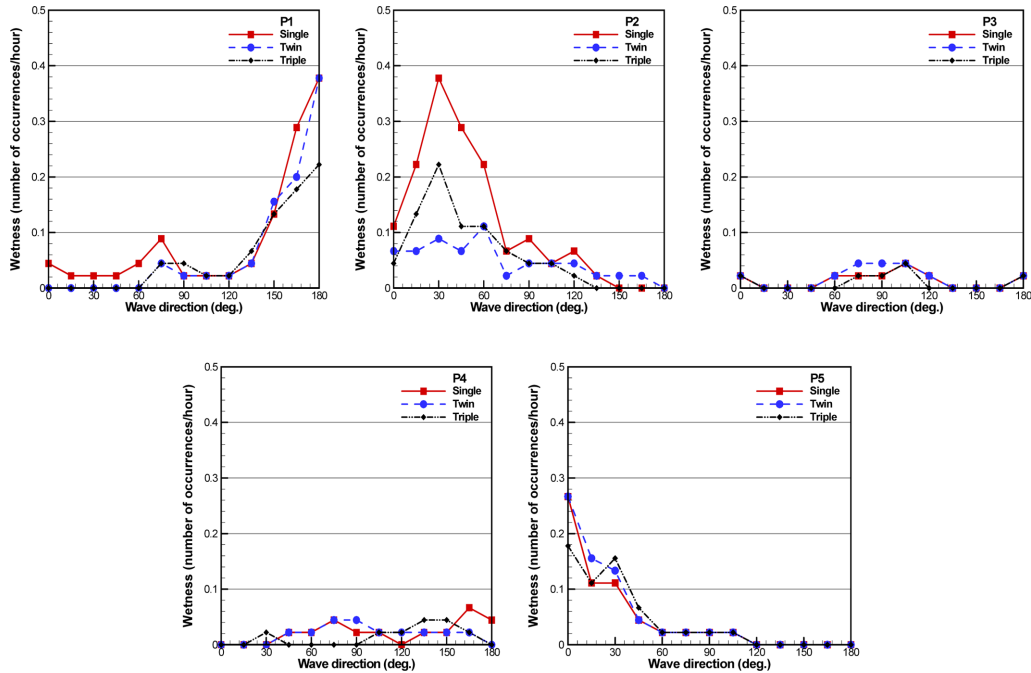 P1
Single
Twin
Triple
Wetness (number of occurrences/hour)
0.5
0.4
0.3
0.2
0.1
0
0 30 60 90 120 150 180
Wave direction (deg.)
P2
Single
Twin
Triple
Wetness (number of occurrences/hour)
0.5
0.4
0.3
0.2
0.1
0
0 30 60 90 120 150 180
Wave direction (deg.)
P3
Single
Twin
Triple
Wetness (number of occurrences/hour)
0.5
0.4
0.3
0.2
0.1
0
0 30 60 90 120 150 180
Wave direction (deg.)
P4
Single
Twin
Triple
Wetness (number of occurrences/hour)
0.5
0.4
0.3
0.2
0.1
0
0 30 60 90 120 150 180
Wave direction (deg.)
P5
Single
Twin
Triple
Wetness (number of occurrences/hour)
0.5
0.4
0.3
0.2
0.1
0
0 30 60 90 120 150 180
Wave direction (deg.)